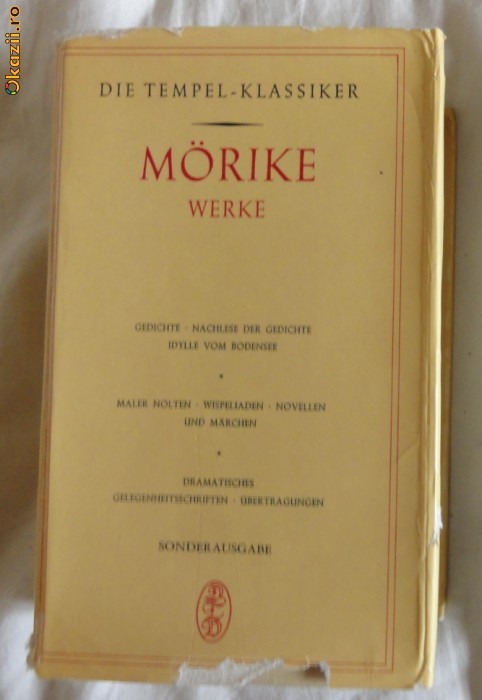 Okazii.ro
DIE TEMPEL-KLASSIKER
MÖRIKE
WERKE
GEDICHTE · NACHLESE DER GEDICHTE
IDYLLE VOM BODENSEE
MALER NOLTEN · WISPELIADEN · NOVELLEN
UND MÄRCHEN
DRAMATISCHES
GELEGENHEITSSCHRIFTEN · ÜBERTRAGUNGEN
SONDERAUSGABE